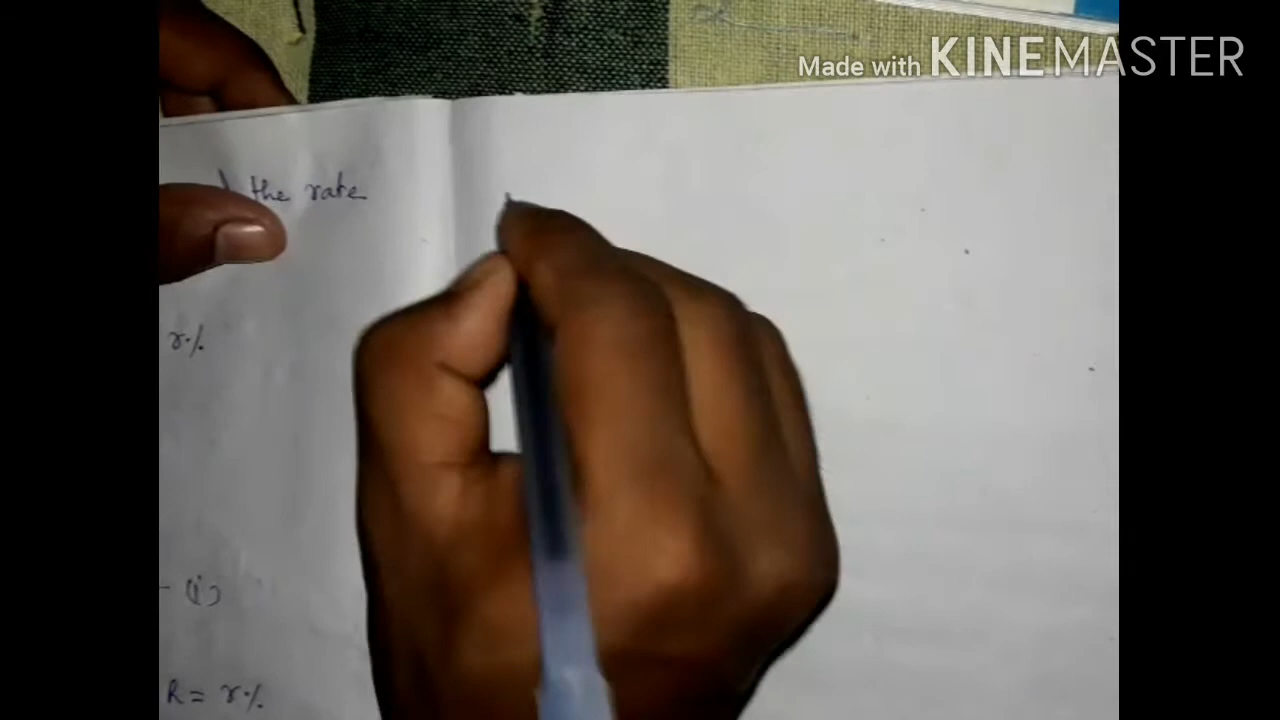 Made with KINEMASTER
the rate
r%
- (i)
R = r%